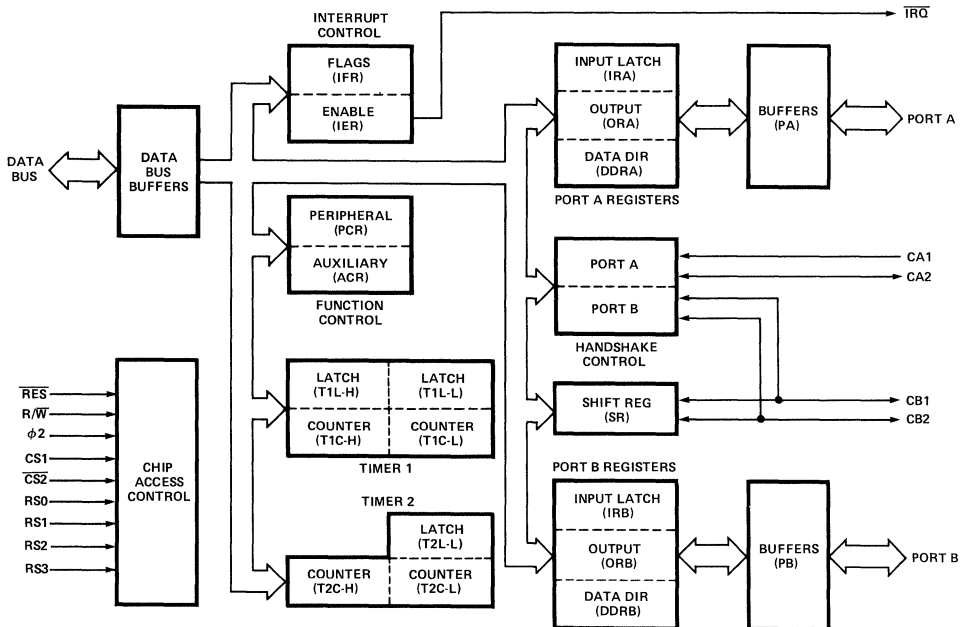 INTERRUPT
CONTROL
FLAGS
(IFR)
ENABLE
(IER)
IRQ
DATA
BUS
DATA
BUS
BUFFERS
INPUT LATCH
(IRA)
OUTPUT
(ORA)
DATA DIR
(DDRA)
PORT A REGISTERS
BUFFERS
(PA)
PORT A
PERIPHERAL
(PCR)
AUXILIARY
(ACR)
FUNCTION
CONTROL
PORT A
PORT B
HANDSHAKE
CONTROL
CA1
CA2
LATCH
(T1L-H)
LATCH
(T1L-L)
COUNTER
(T1C-H)
COUNTER
(T1C-L)
TIMER 1
SHIFT REG
(SR)
CB1
CB2
RES
R/W
ϕ2
CS1
CS2
RS0
RS1
RS2
RS3
CHIP
ACCESS
CONTROL
TIMER 2
LATCH
(T2L-L)
COUNTER
(T2C-H)
COUNTER
(T2C-L)
PORT B REGISTERS
INPUT LATCH
(IRB)
OUTPUT
(ORB)
DATA DIR
(DDRB)
BUFFERS
(PB)
PORT B